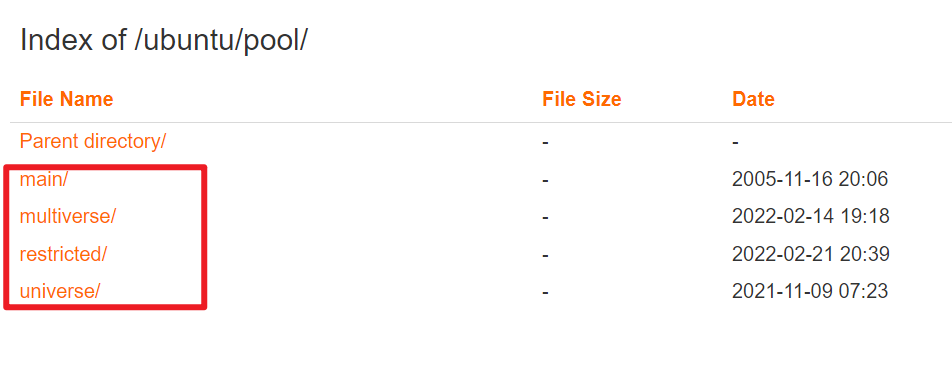 Index of /ubuntu/pool/
File Name File Size Date
Parent directory/ - -
main/ - 2005-11-16 20:06
multiverse/ - 2022-02-14 19:18
restricted/ - 2022-02-21 20:39
universe/ - 2021-11-09 07:23